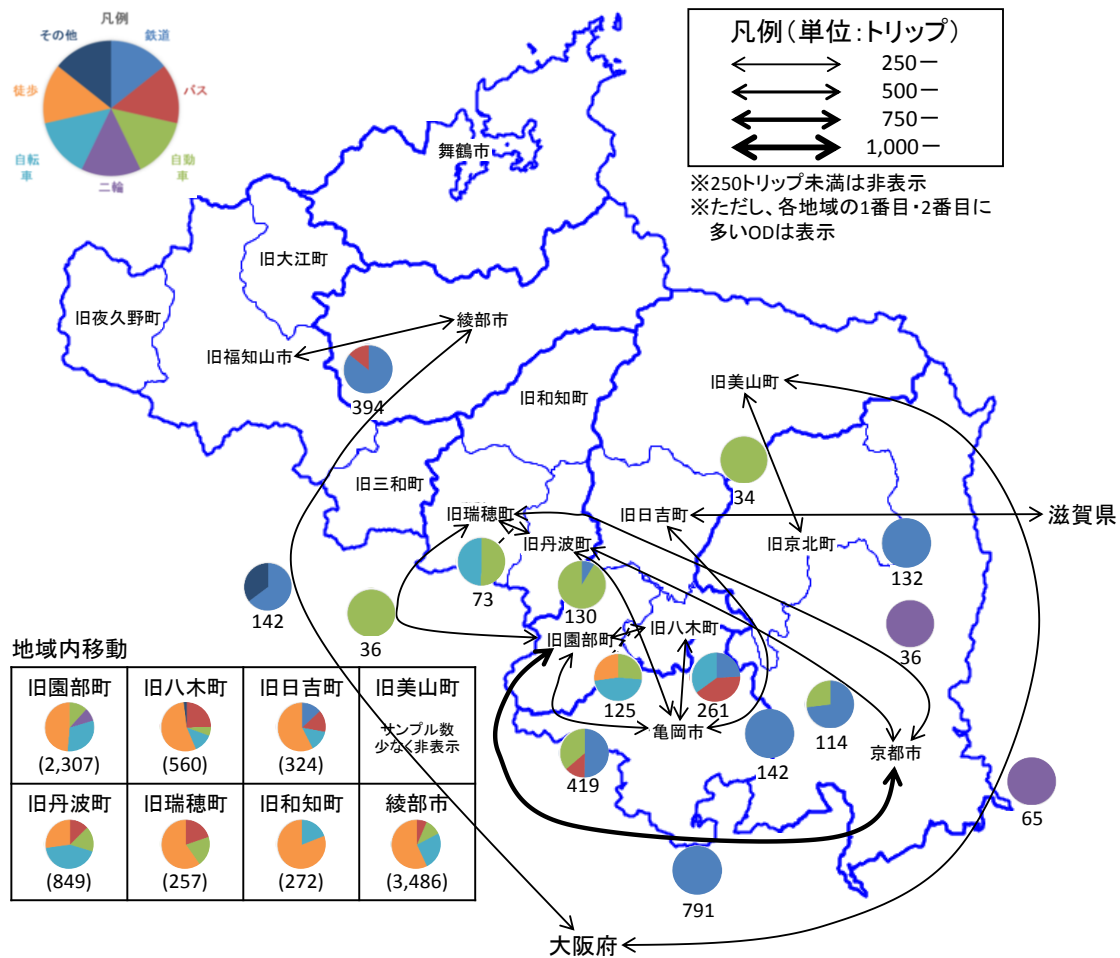 凡例
その他
鉄道
徒歩
バス
自転
車
自動
車
二輪
凡例(単位:トリップ)
250ー
500ー
750ー
1,000ー
※250トリップ未満は非表示
※ただし、各地域の1番目・2番目に
多いODは表示
舞鶴市
旧大江町
旧夜久野町
綾部市
旧福知山市
394
旧和知町
旧美山町
旧三和町
34
旧瑞穂町
旧日吉町
滋賀県
旧丹波町
旧京北町
132
73
130
142
36
36
旧園部町
旧八木町
125
261
亀岡市
142
114
京都市
419
65
791
大阪府
地域内移動
旧園部町
(2,307)
旧八木町
(560)
旧日吉町
(324)
旧美山町
サンプル数
少なく非表示
旧丹波町
(849)
旧瑞穂町
(257)
旧和知町
(272)
綾部市
(3,486)